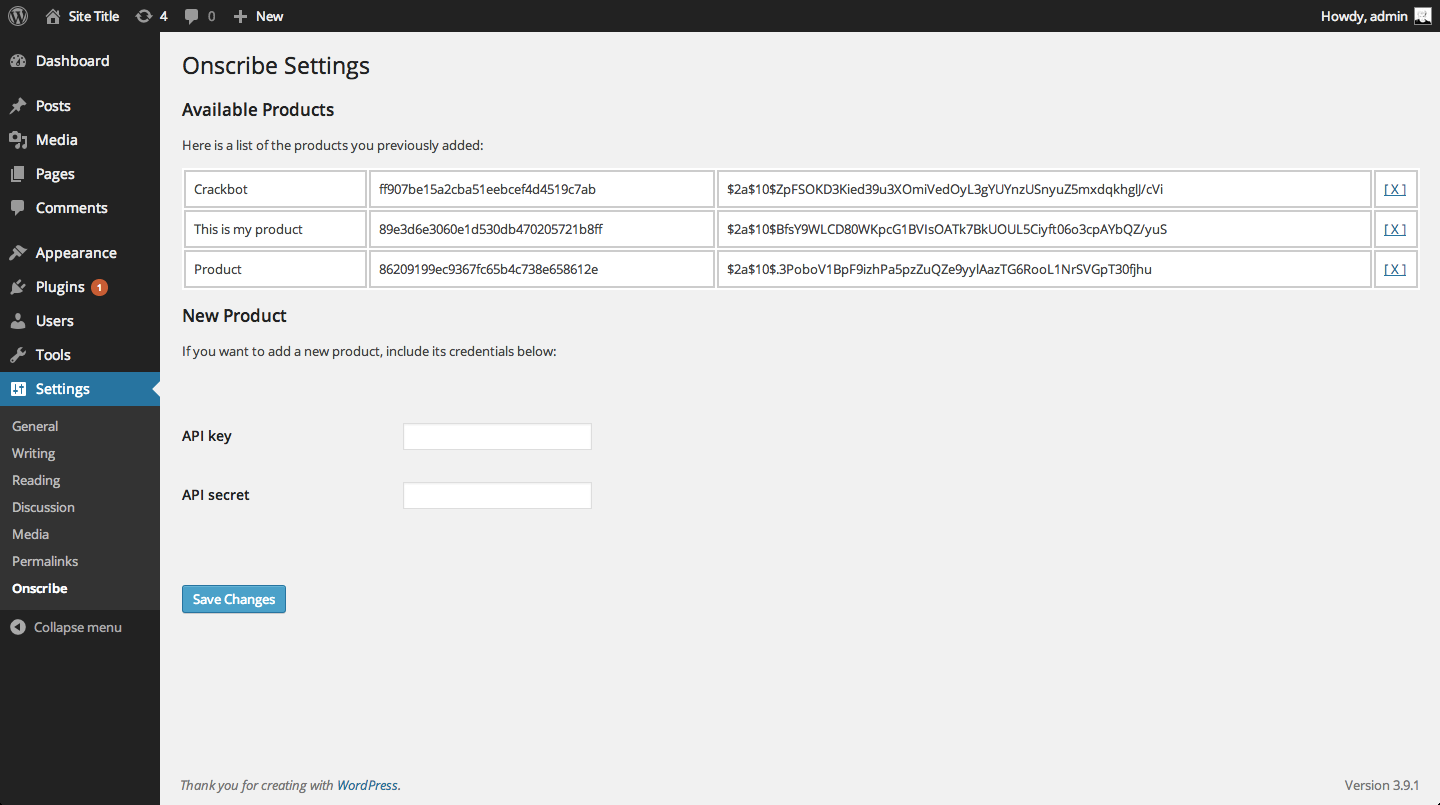 Site Title 4 0 New Howdy, admin
Dashboard
Posts
Media
Pages
Comments
Appearance
Plugins 1
Users
Tools
Settings
General
Writing
Reading
Discussion
Media
Permalinks
Onscribe
Collapse menu
Onscribe Settings
Available Products
Here is a list of the products you previously added:
Crackbot ff907be15a2cba51eebcef4d4519c7ab $2a$10$ZpFSOKD3Kied39u3XOmiVedOyL3gYUYnzUSnyuZ5mxdqkhglJ/cVi [ X ]
This is my product 89e3d6e3060e1d530db470205721b8ff $2a$10$BfsY9WLCD80WKpcG1BVIsOATk7BkUOUL5Ciyft06o3cpAYbQZ/yuS [ X ]
Product 86209199ec9367fc65b4c738e658612e $2a$10$.3PoboV1BpF9izhPa5pzZuQZe9yylAazTG6RooL1NrSVGpT30fjhu [ X ]
New Product
If you want to add a new product, include its credentials below:
API key
API secret
Save Changes
Thank you for creating with WordPress.
Version 3.9.1